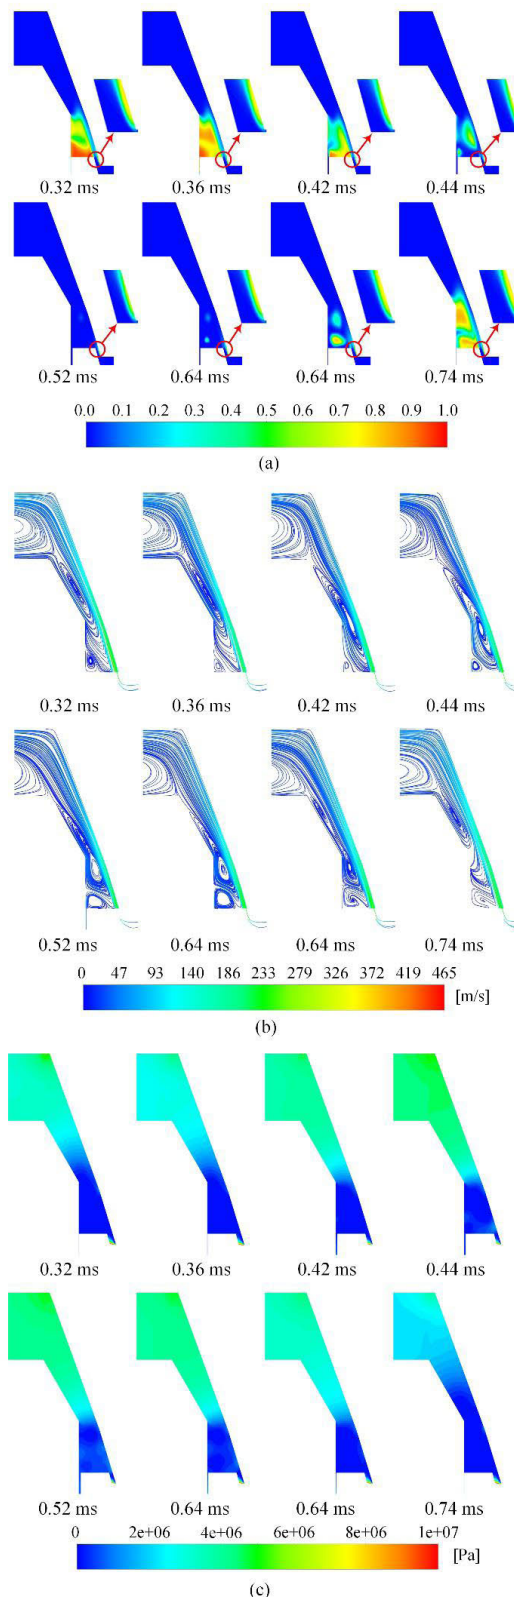 0.32 ms 0.36 ms 0.42 ms 0.44 ms
0.52 ms 0.64 ms 0.64 ms 0.74 ms
0.0 0.1 0.2 0.3 0.4 0.5 0.6 0.7 0.8 0.9 1.0
(a)
0.32 ms 0.36 ms 0.42 ms 0.44 ms
0.52 ms 0.64 ms 0.64 ms 0.74 ms
0 47 93 140 186 233 279 326 372 419 465
[m/s]
(b)
0.32 ms 0.36 ms 0.42 ms 0.44 ms
0.52 ms 0.64 ms 0.64 ms 0.74 ms
0 2e+06 4e+06 6e+06 8e+06 1e+07
[Pa]
(c)